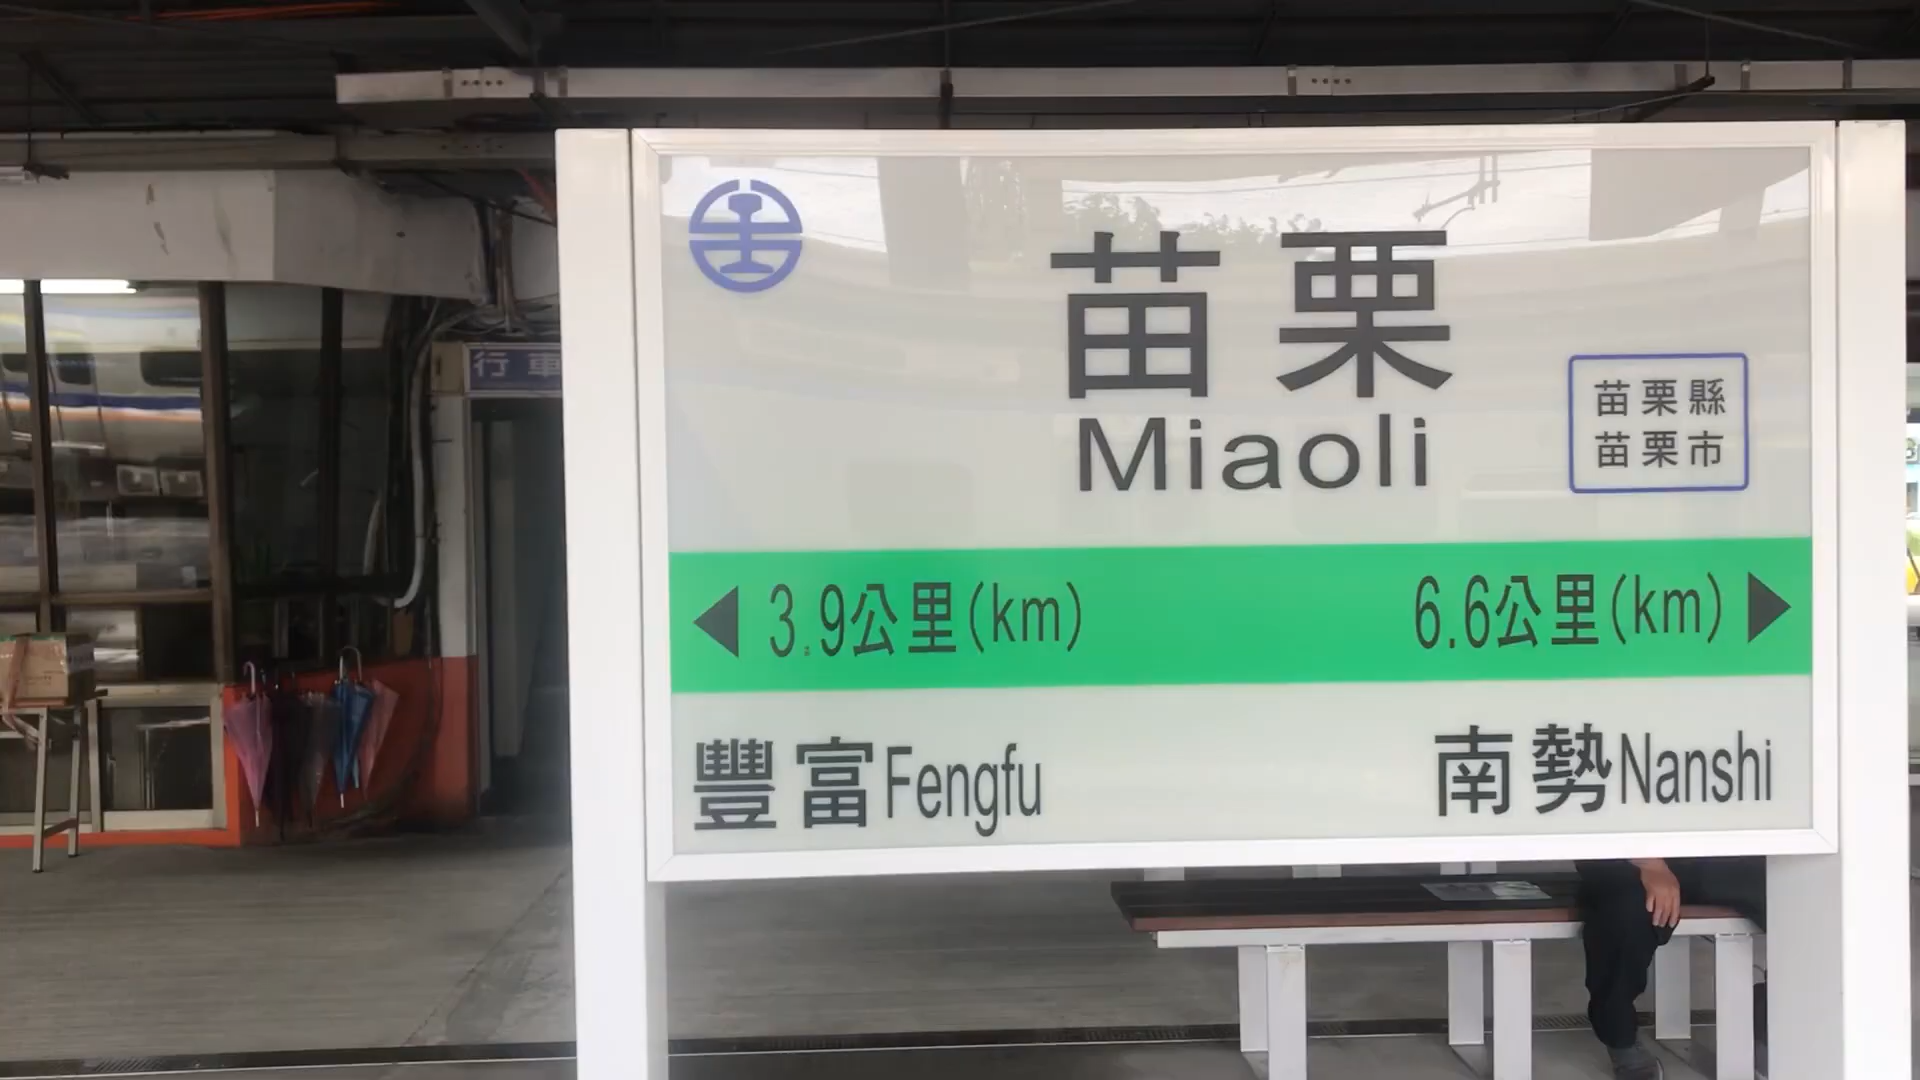 行車
苗栗
Miaoli
苗栗縣
苗栗市
3.9公里(km)
6.6公里(km)
豐富Fengfu
南勢Nanshi